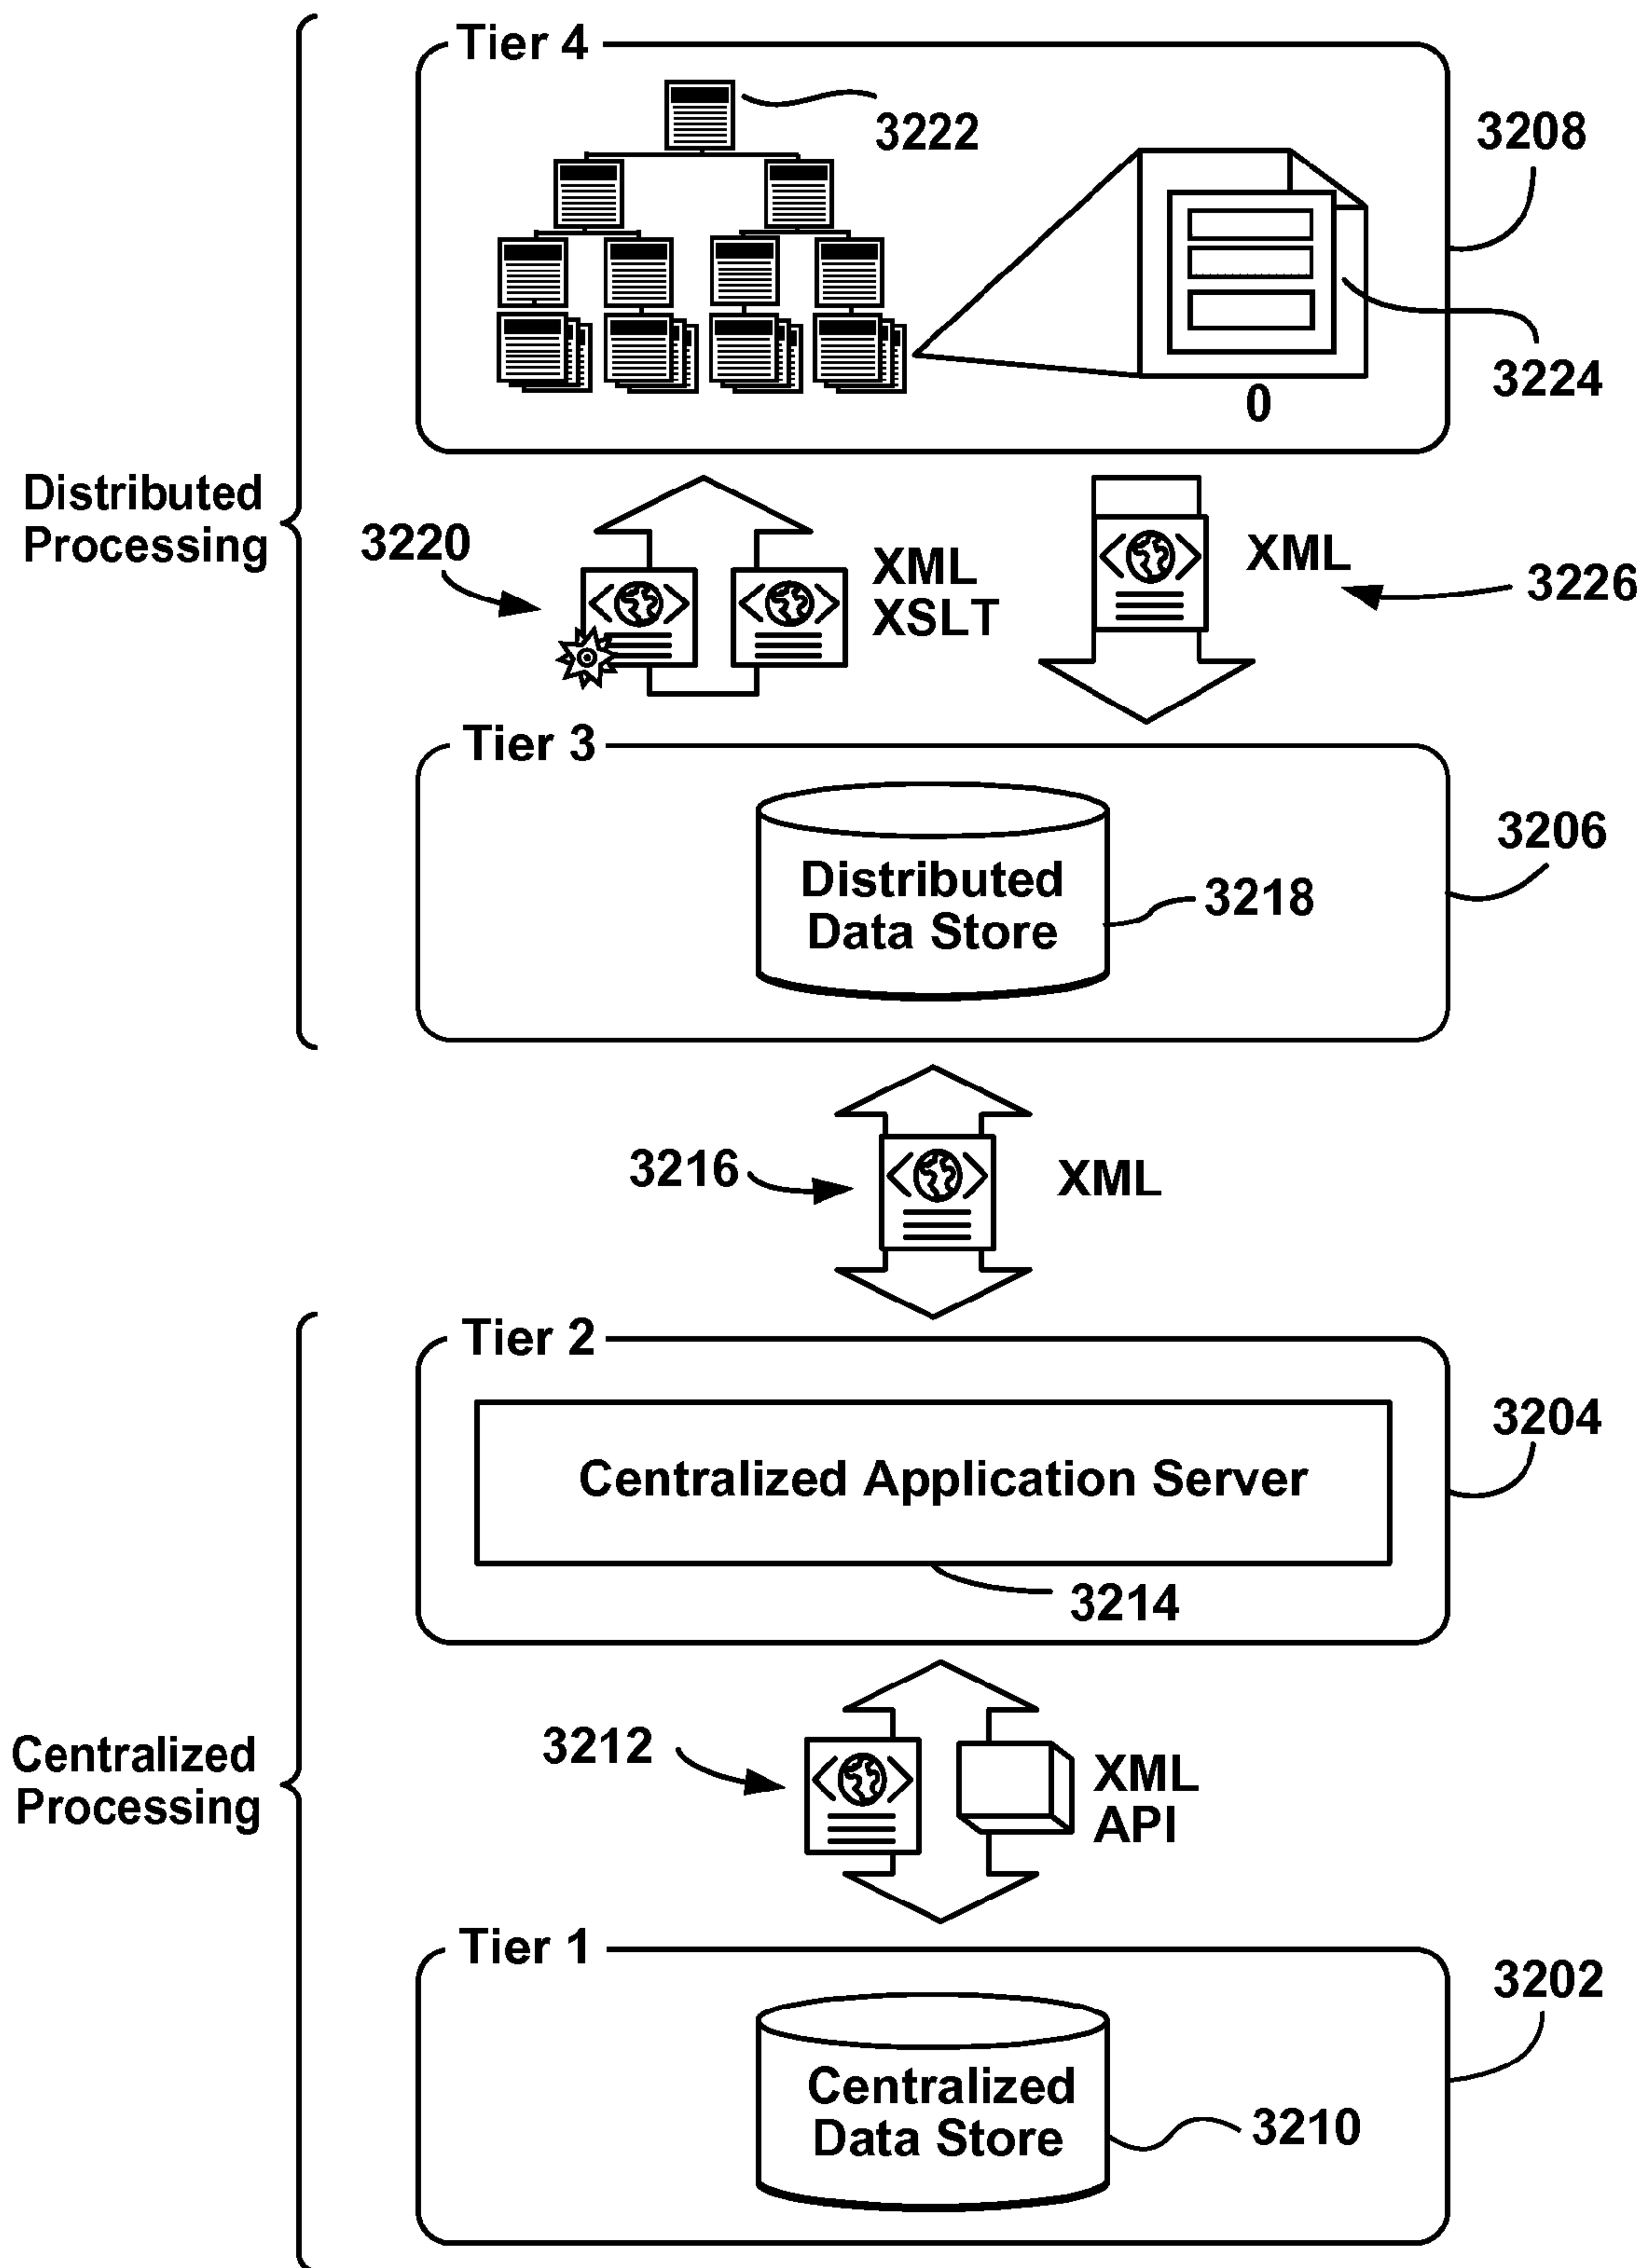 Tier 4
3222
3208
3224
0
Distributed
Processing
3220
XML
XSLT
XML
3226
Tier 3
3206
Distributed
Data Store
3218
3216
XML
Tier 2
3204
Centralized Application Server
3214
Centralized
Processing
3212
XML
API
Tier 1
3202
Centralized
Data Store
3210